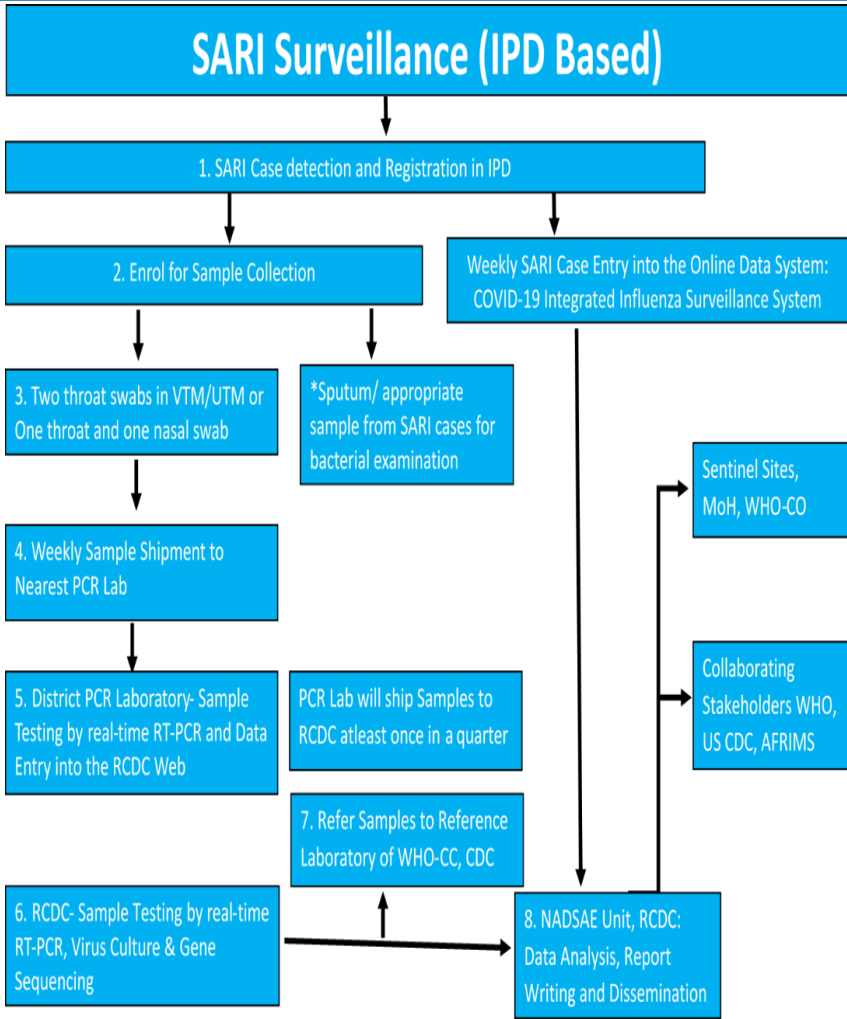 SARI Surveillance (IPD Based)
1. SARI Case detection and Registration in IPD
2. Enrol for Sample Collection
Weekly SARI Case Entry into the Online Data System:
COVID-19 Integrated Influenza Surveillance System
3. Two throat swabs in VTM/UTM or
One throat and one nasal swab
*Sputum/ appropriate
sample from SARI cases for
bacterial examination
Sentinel Sites,
MoH, WHO-CO
4. Weekly Sample Shipment to
Nearest PCR Lab
5. District PCR Laboratory- Sample
Testing by real-time RT-PCR and Data
Entry into the RCDC Web
PCR Lab will ship Samples to
RCDC atleast once in a quarter
Collaborating
Stakeholders WHO,
US CDC, AFRIMS
7. Refer Samples to Reference
Laboratory of WHO-CC, CDC
6. RCDC- Sample Testing by real-time
RT-PCR, Virus Culture & Gene
Sequencing
8. NADSAE Unit, RCDC:
Data Analysis, Report
Writing and Dissemination